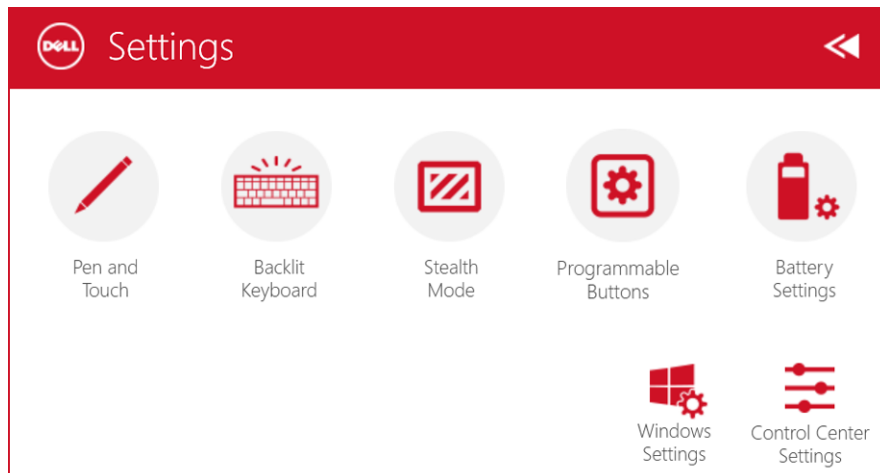 DELL
Settings
Pen and
Touch
Backlit
Keyboard
Stealth
Mode
Programmable
Buttons
Battery
Settings
Windows
Settings
Control Center
Settings